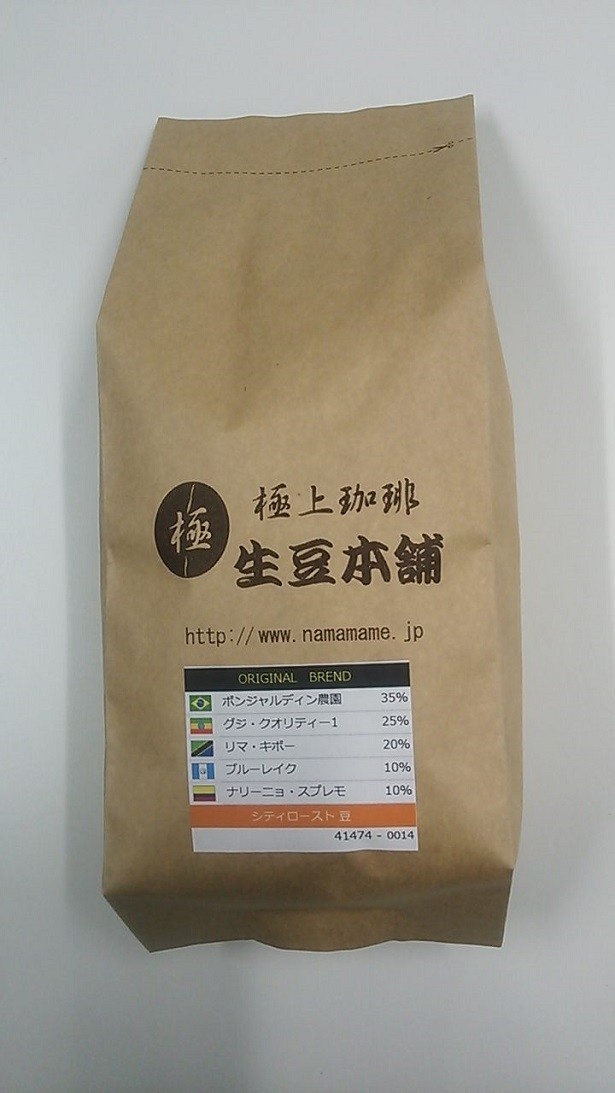 極
極上珈琲
生豆本舗
http://www.namamame.jp
ORIGINAL BREND
ボンジャルディン農園 35%
グジ・クオリティー1 25%
リマ・キボー 20%
ブルーレイク 10%
ナリーニョ・スプレモ 10%
シティロースト 豆
41474 - 0014